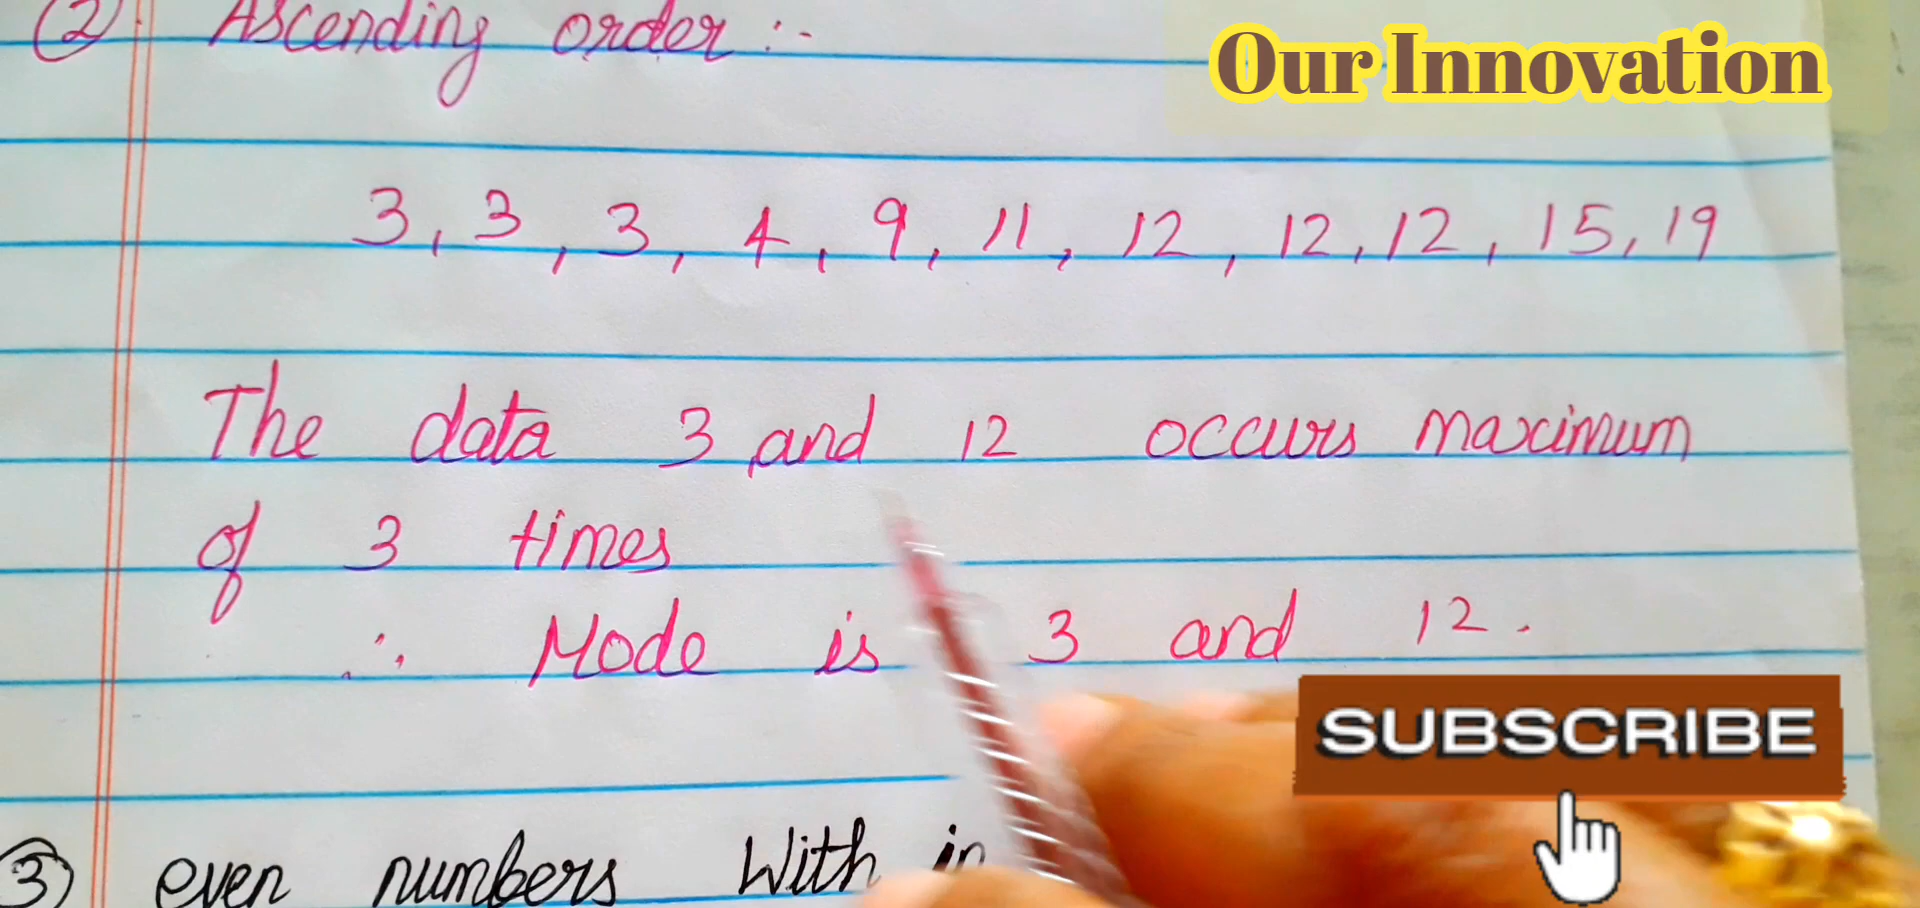 ② Ascending order :-
Our Innovation
3, 3, 3, 4, 9, 11, 12, 12, 12, 15, 19
The data 3 and 12 occurs maximum
of 3 times
∴ Mode is 3 and 12.
SUBSCRIBE
③ even numbers With in